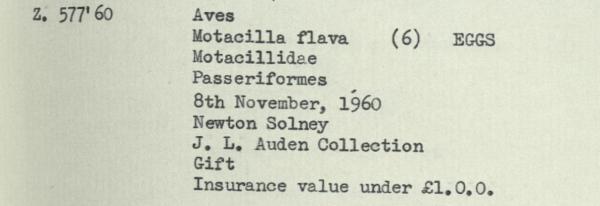 Z. 577'60 Aves
Motacilla flava (6) EGGS
Motacillidae
Passeriformes
8th November, 1960
Newton Solney
J. L. Auden Collection
Gift
Insurance value under £1.0.0.